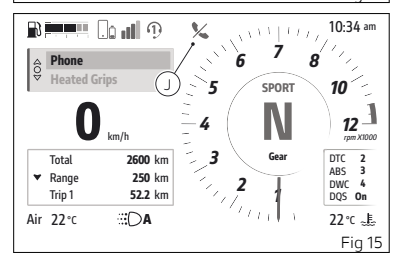 1
10:34 am
Phone
Heated Grips
J
0 km/h
Total 2600 km
Range 250 km
Trip 1 52.2 km
Air 22 °C
A
1
2
3
4
5
6
7
8
10
12
rpm X1000
SPORT
N
Gear
DTC 2
ABS 3
DWC 4
DQS On
22 °C
Fig 15